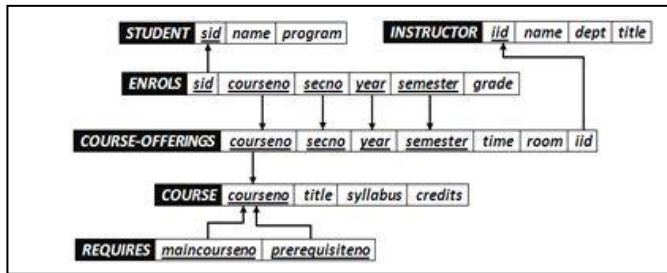 STUDENT sid name program
INSTRUCTOR iid name dept title
ENROLS sid courseno secno year semester grade
COURSE-OFFERINGS courseno secno year semester time room iid
COURSE courseno title syllabus credits
REQUIRES maincourseno prerequisiteno